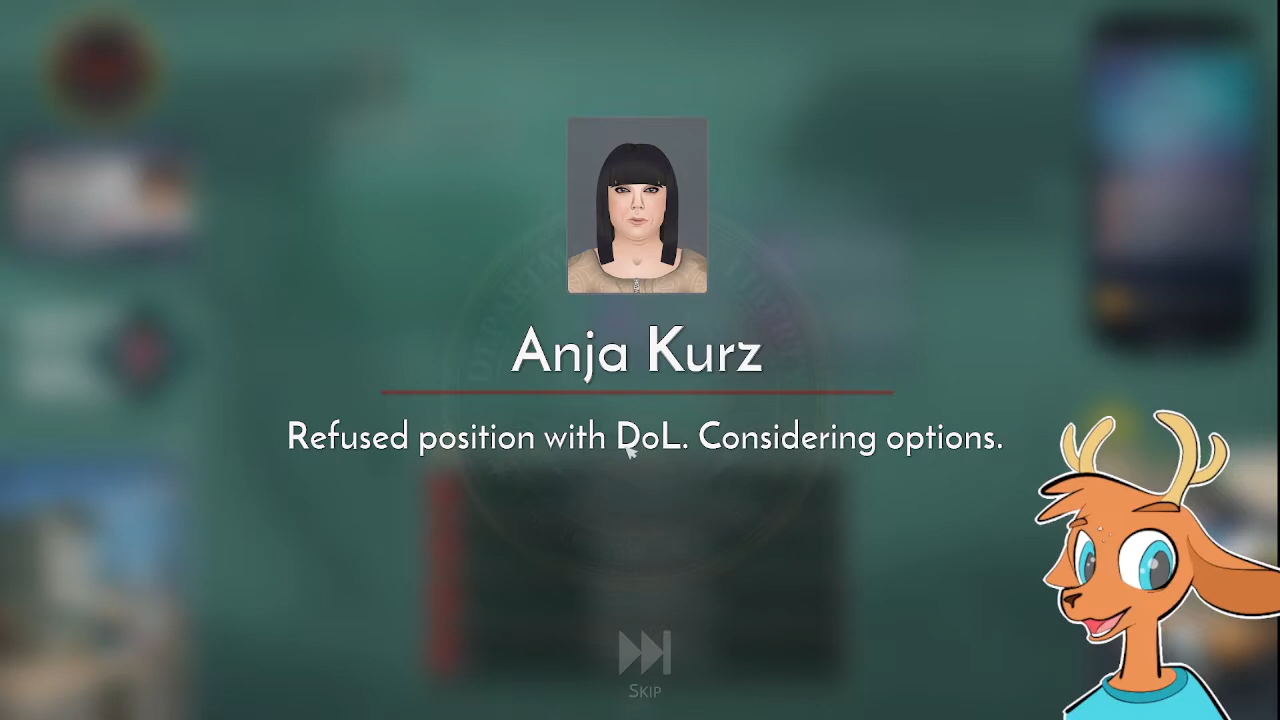 Anja Kurz
Refused position with DoL. Considering options.
Skip